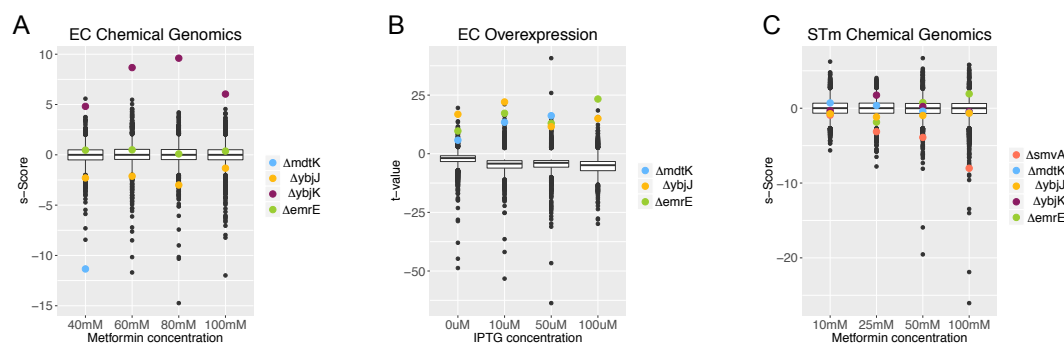 A
EC Chemical Genomics
s-Score
10
5
0
−5
−10
−15
40mM 60mM 80mM 100mM
Metformin concentration
ΔmdtK
ΔybjJ
ΔybjK
ΔemrE
B
EC Overexpression
t-value
25
0
−25
−50
0uM 10uM 50uM 100uM
IPTG concentration
ΔmdtK
ΔybjJ
ΔemrE
C
STm Chemical Genomics
s-Score
0
−10
−20
10mM 25mM 50mM 100mM
Metformin concentration
ΔsmvA
ΔmdtK
ΔybjJ
ΔybjK
ΔemrE